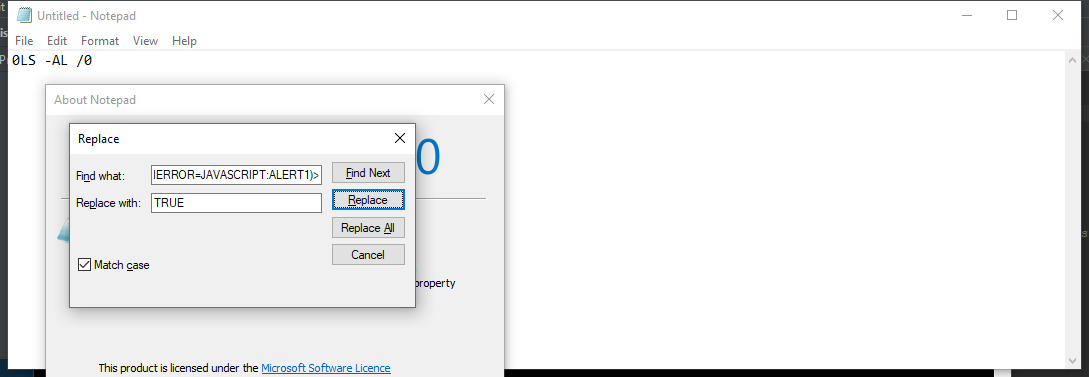 Untitled - Notepad
File Edit Format View Help
0LS -AL /0
About Notepad
0
Replace
Find what: IERROR=JAVASCRIPT:ALERT1)> Find Next
Replace with: TRUE Replace
Replace All
Cancel
Match case
property
This product is licensed under the Microsoft Software Licence